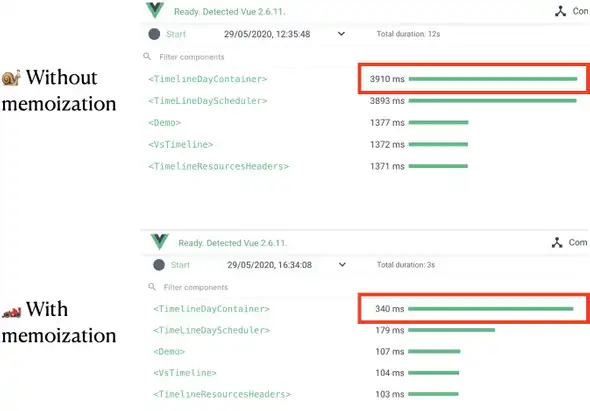 Ready. Detected Vue 2.6.11.
Com
Start
29/05/2020, 12:35:48
Total duration: 12s
Filter components
🐌 Without
memoization
<TimelineDayContainer> 3910 ms
<TimeLineDayScheduler> 3893 ms
<Demo> 1377 ms
<VsTimeline> 1372 ms
<TimelineResourcesHeaders> 1371 ms
Ready. Detected Vue 2.6.11.
Com
Start
29/05/2020, 16:34:08
Total duration: 3s
Filter components
🏎️ With
memoization
<TimelineDayContainer> 340 ms
<TimeLineDayScheduler> 179 ms
<Demo> 107 ms
<VsTimeline> 104 ms
<TimelineResourcesHeaders> 103 ms